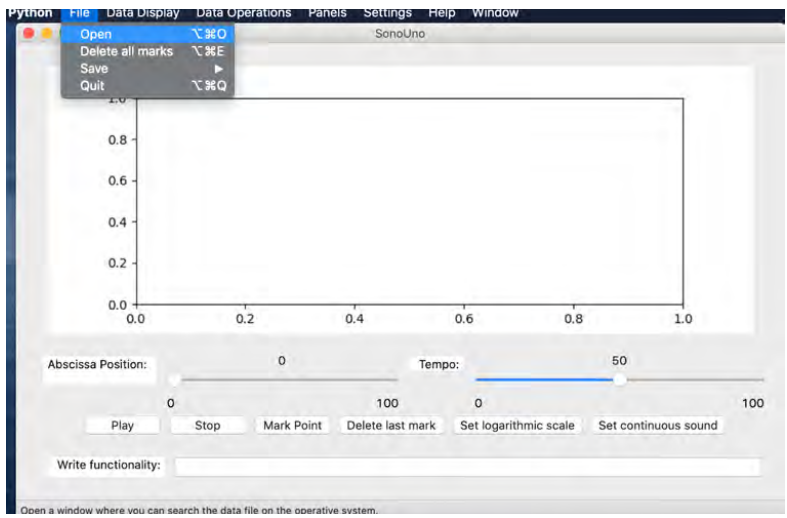 Python File Data Display Data Operations Panels Settings Help Window
SonoUno
Open ⌥⌘O
Delete all marks ⌥⌘E
Save ▶
Quit ⌥⌘Q
1.0
0.8
0.6
0.4
0.2
0.0
0.0 0.2 0.4 0.6 0.8 1.0
Abscissa Position: 0 Tempo: 50
0 100 0 100
Play Stop Mark Point Delete last mark Set logarithmic scale Set continuous sound
Write functionality:
Open a window where you can search the data file on the operative system.